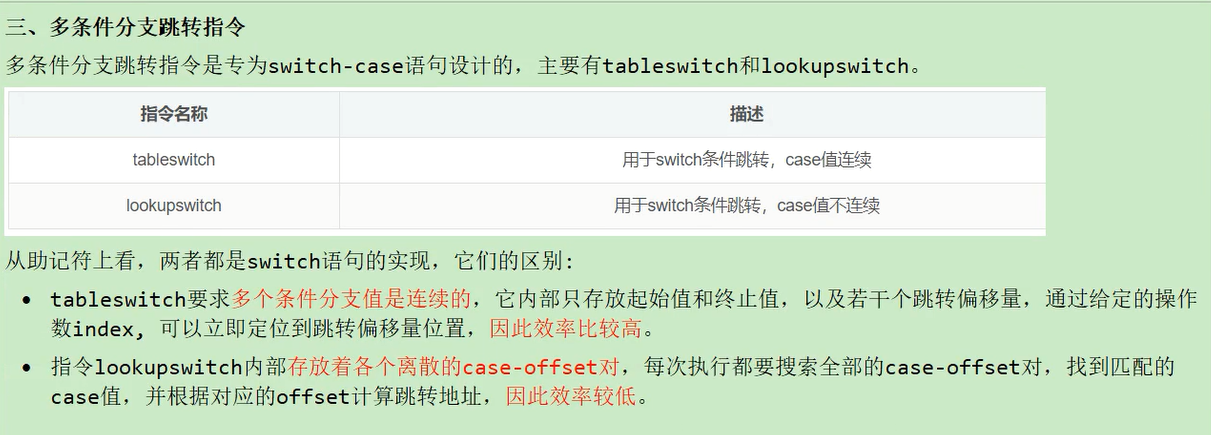 三、多条件分支跳转指令
多条件分支跳转指令是专为switch-case语句设计的，主要有tableswitch和lookupswitch。
指令名称 描述
tableswitch 用于switch条件跳转，case值连续
lookupswitch 用于switch条件跳转，case值不连续
从助记符上看，两者都是switch语句的实现，它们的区别:
• tableswitch要求多个条件分支值是连续的，它内部只存放起始值和终止值，以及若干个跳转偏移量，通过给定的操作
数index, 可以立即定位到跳转偏移量位置，因此效率比较高。
• 指令lookupswitch内部存放着各个离散的case-offset对，每次执行都要搜索全部的case-offset对，找到匹配的
case值，并根据对应的offset计算跳转地址，因此效率较低。